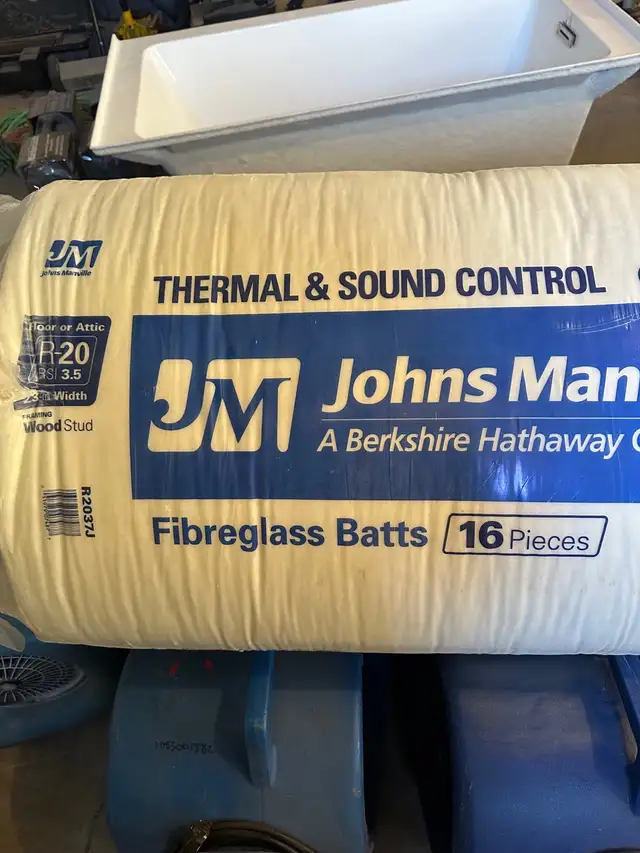 JM
Johns Manville
THERMAL & SOUND CONTROL
Floor or Attic
R-20
RSI 3.5
Width
FRAMING
Wood Stud
JM
Johns Man
A Berkshire Hathaway
R2037J
Fibreglass Batts
16 Pieces